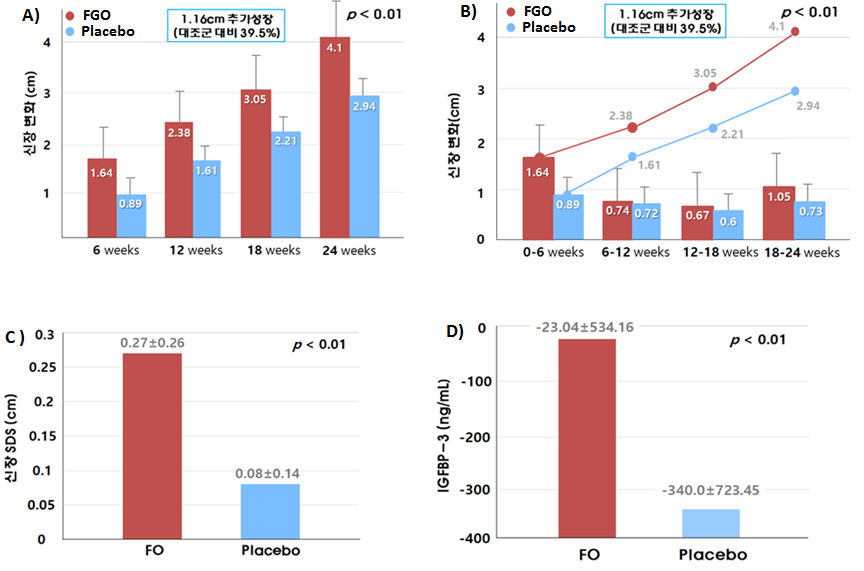 A)
FGO
Placebo
1.16cm 추가성장
(대조군 대비 39.5%)
p < 0.01
신장 변화 (cm)
4
3
2
1
1.64
0.89
2.38
1.61
3.05
2.21
4.1
2.94
6 weeks
12 weeks
18 weeks
24 weeks
B)
FGO
Placebo
1.16cm 추가성장
(대조군 대비 39.5%)
p < 0.01
신장 변화(cm)
4
3
2
1
0
2.38
3.05
4.1
1.61
2.21
2.94
1.64
0.89
0.74
0.72
0.67
0.6
1.05
0.73
0-6 weeks
6-12 weeks
12-18 weeks
18-24 weeks
C )
신장 SDS (cm)
0.3
0.25
0.2
0.15
0.1
0.05
0
0.27±0.26
0.08±0.14
p < 0.01
FO
Placebo
D)
IGFBP-3 (ng/mL)
0
-100
-200
-300
-400
-23.04±534.16
-340.0±723.45
p < 0.01
FO
Placebo